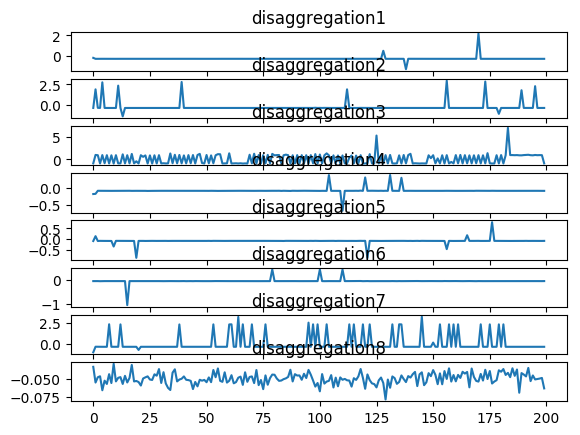 disaggregation1
2
0
disaggregation2
2.5
0.0
disaggregation3
5
0
disaggregation4
0.0
−0.5
disaggregation5
0.5
0.0
−0.5
disaggregation6
0
−1
disaggregation7
2.5
0.0
disaggregation8
−0.050
−0.075
0 25 50 75 100 125 150 175 200